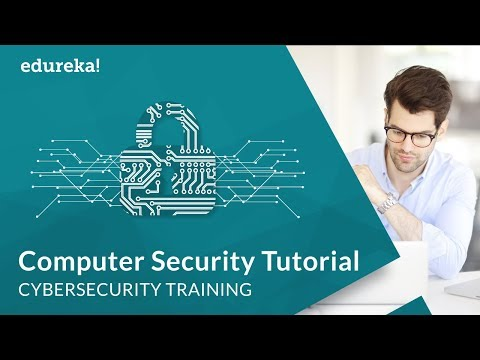 edureka!
Computer Security Tutorial
CYBERSECURITY TRAINING